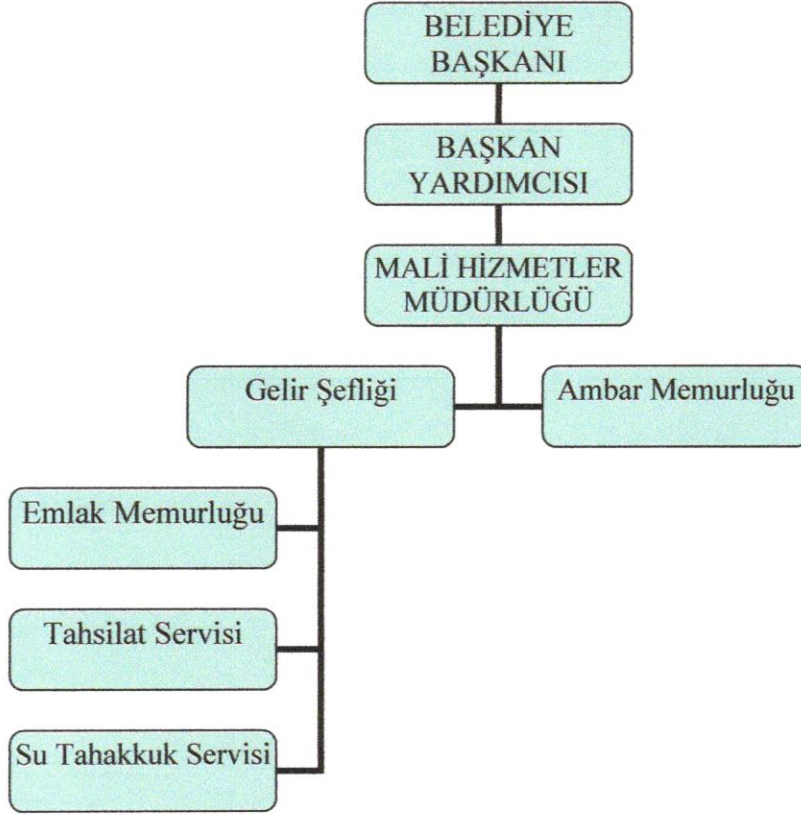 BELEDİYE
BAŞKANI
BAŞKAN
YARDIMCISI
MALİ HİZMETLER
MÜDÜRLÜĞÜ
Gelir Şefliği
Ambar Memurluğu
Emlak Memurluğu
Tahsilat Servisi
Su Tahakkuk Servisi